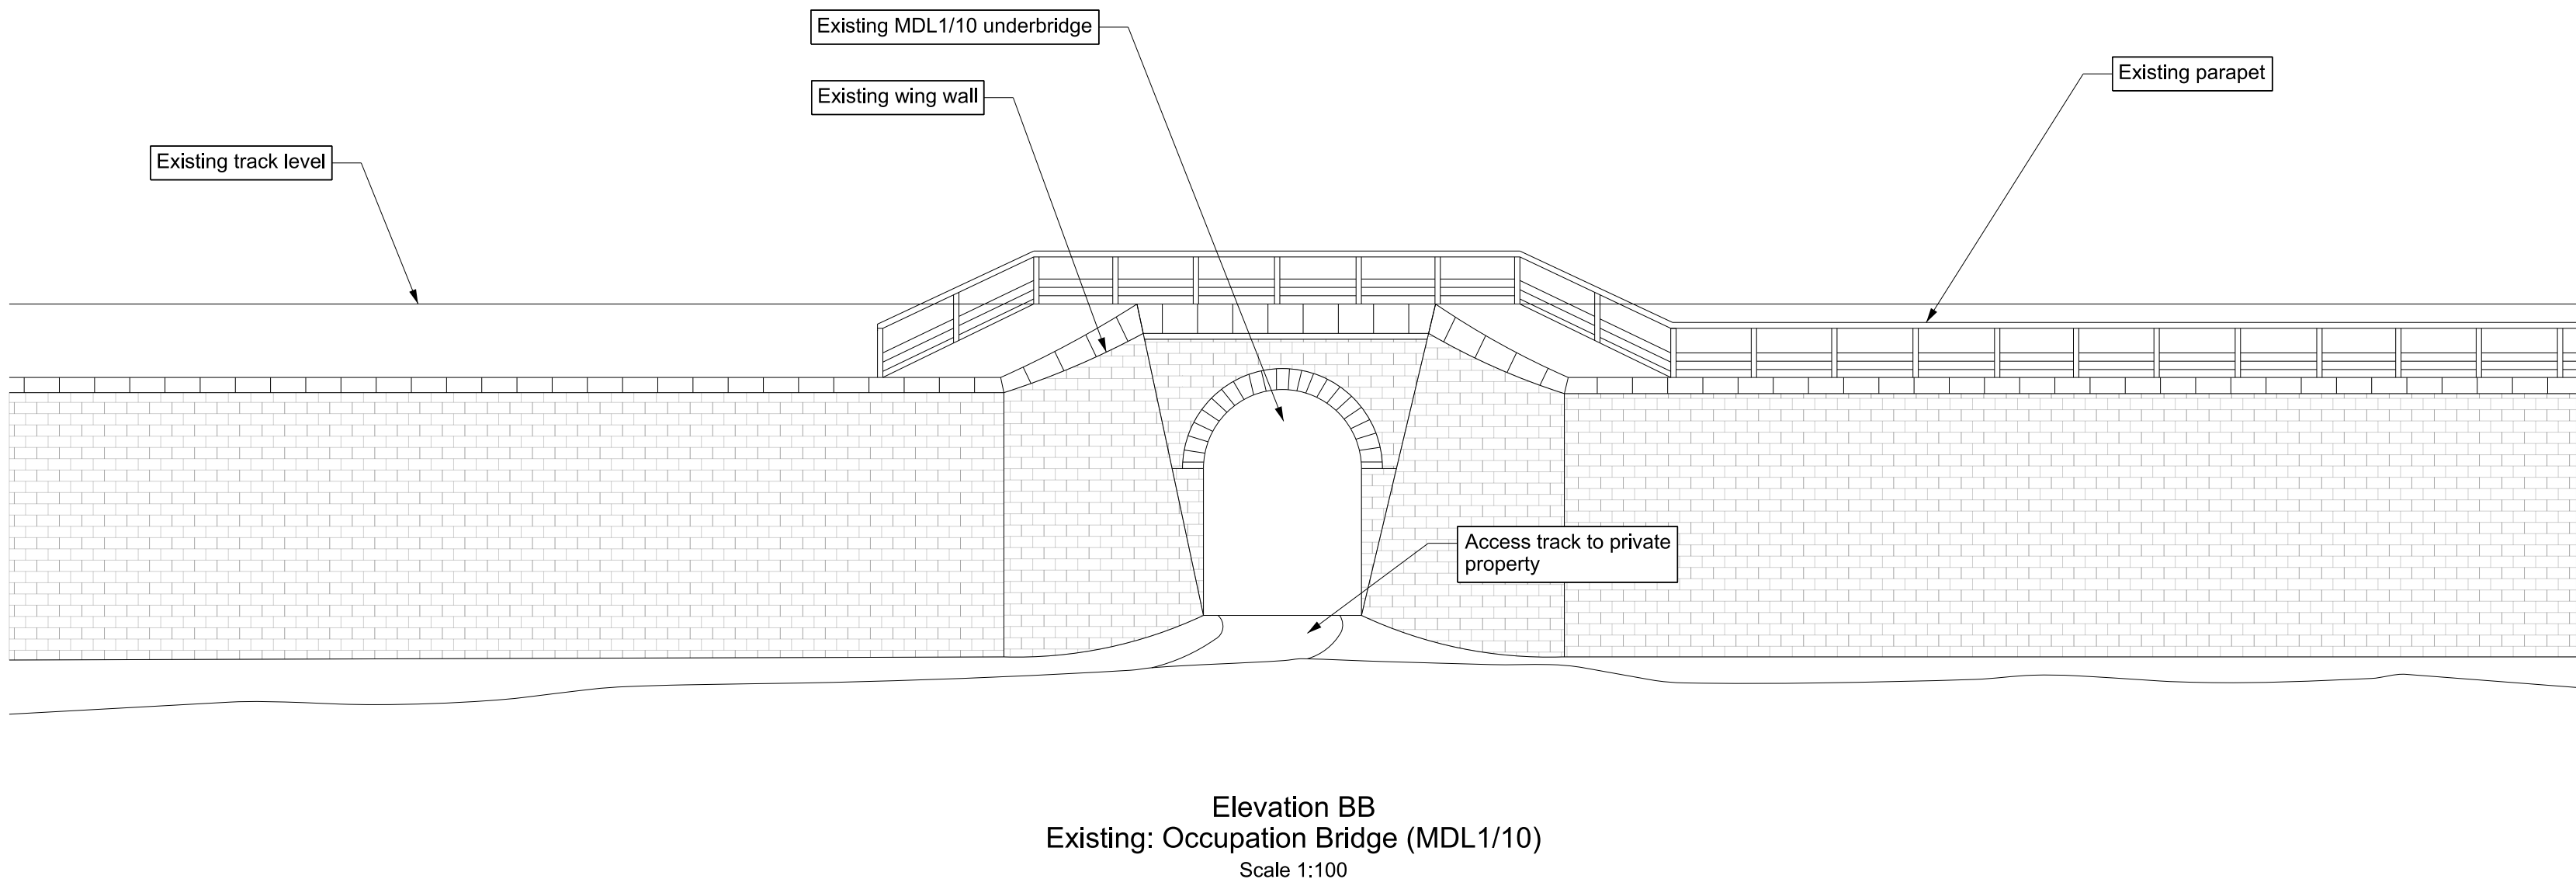 Existing MDL1/10 underbridge
Existing parapet
Existing wing wall
Existing track level
Access track to private
property
Elevation BB
Existing: Occupation Bridge (MDL1/10)
Scale 1:100